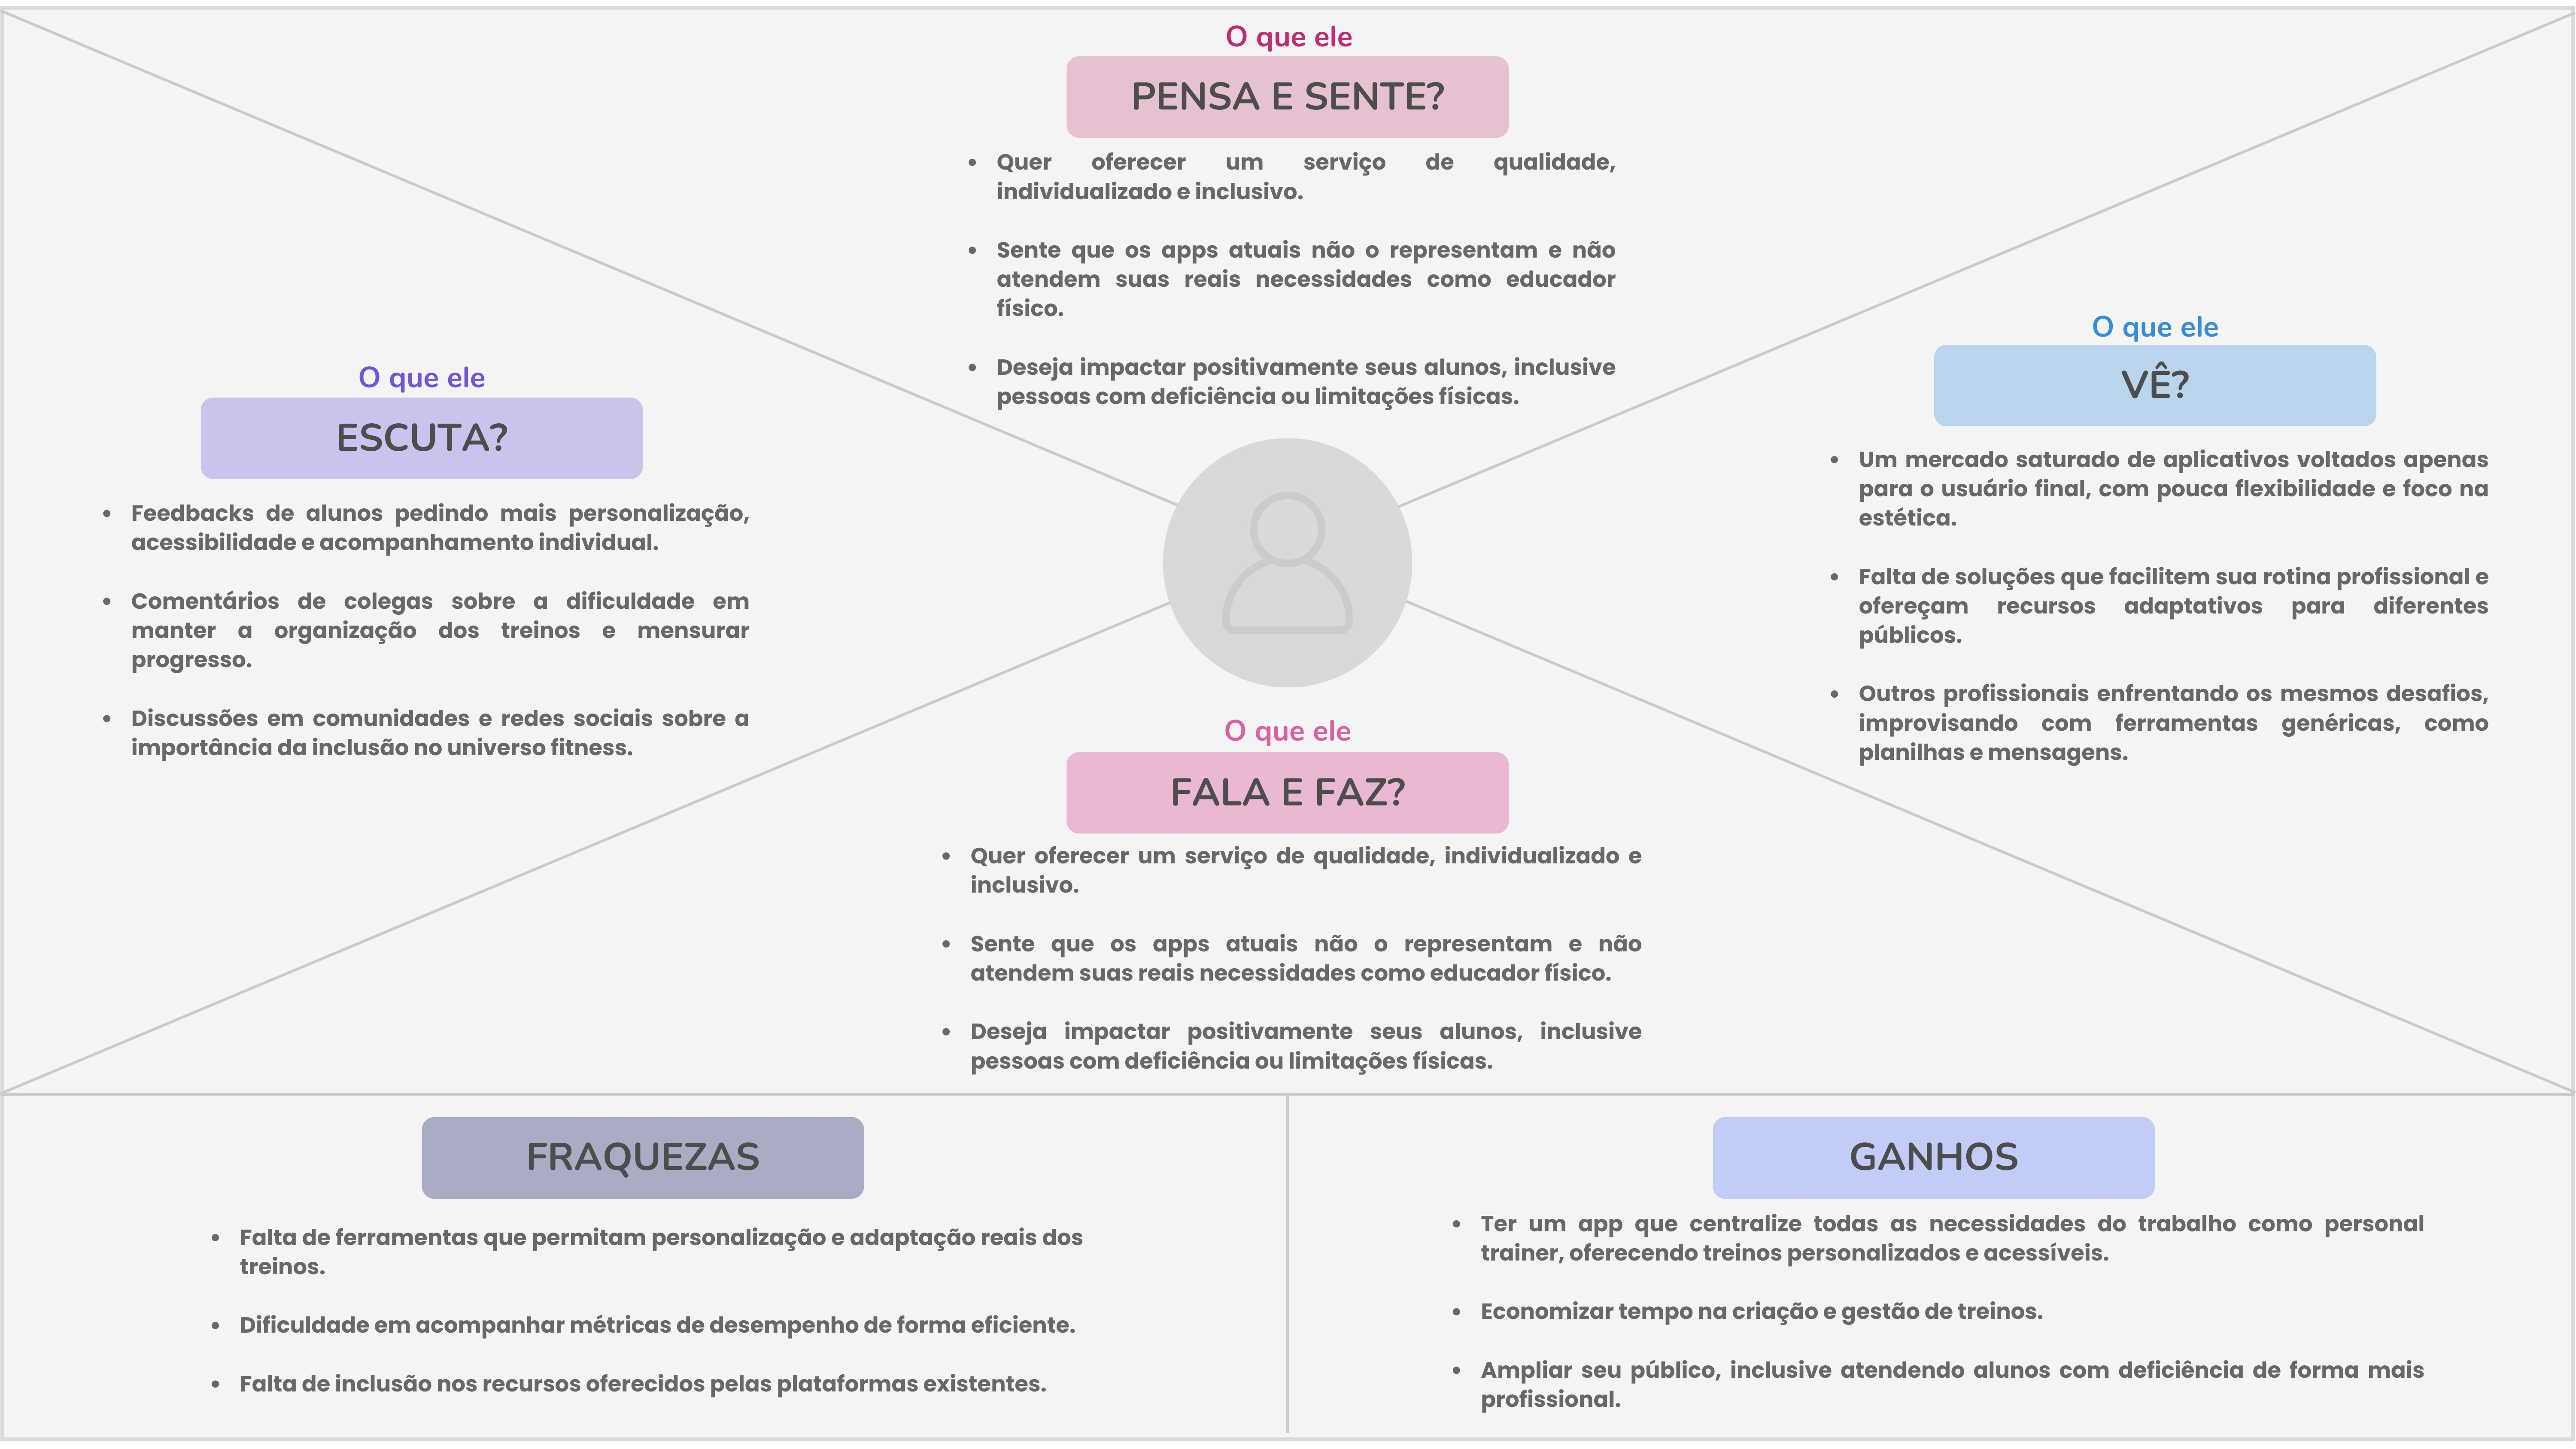 O que ele
PENSA E SENTE?
• Quer oferecer um serviço de qualidade,
individualizado e inclusivo.
• Sente que os apps atuais não o representam e não
atendem suas reais necessidades como educador
físico.
• Deseja impactar positivamente seus alunos, inclusive
pessoas com deficiência ou limitações físicas.
O que ele
ESCUTA?
• Feedbacks de alunos pedindo mais personalização,
acessibilidade e acompanhamento individual.
• Comentários de colegas sobre a dificuldade em
manter a organização dos treinos e mensurar
progresso.
• Discussões em comunidades e redes sociais sobre a
importância da inclusão no universo fitness.
O que ele
VÊ?
• Um mercado saturado de aplicativos voltados apenas
para o usuário final, com pouca flexibilidade e foco na
estética.
• Falta de soluções que facilitem sua rotina profissional e
ofereçam recursos adaptativos para diferentes
públicos.
• Outros profissionais enfrentando os mesmos desafios,
improvisando com ferramentas genéricas, como
planilhas e mensagens.
O que ele
FALA E FAZ?
• Quer oferecer um serviço de qualidade, individualizado e
inclusivo.
• Sente que os apps atuais não o representam e não
atendem suas reais necessidades como educador físico.
• Deseja impactar positivamente seus alunos, inclusive
pessoas com deficiência ou limitações físicas.
FRAQUEZAS
• Falta de ferramentas que permitam personalização e adaptação reais dos
treinos.
• Dificuldade em acompanhar métricas de desempenho de forma eficiente.
• Falta de inclusão nos recursos oferecidos pelas plataformas existentes.
GANHOS
• Ter um app que centralize todas as necessidades do trabalho como personal
trainer, oferecendo treinos personalizados e acessíveis.
• Economizar tempo na criação e gestão de treinos.
• Ampliar seu público, inclusive atendendo alunos com deficiência de forma mais
profissional.